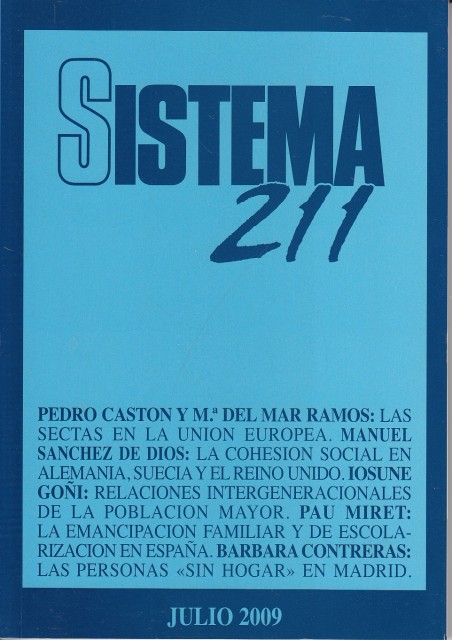 SISTEMA
211
PEDRO CASTON Y M.ª DEL MAR RAMOS: LAS
SECTAS EN LA UNION EUROPEA. MANUEL
SANCHEZ DE DIOS: LA COHESION SOCIAL EN
ALEMANIA, SUECIA Y EL REINO UNIDO. IOSUNE
GOÑI: RELACIONES INTERGENERACIONALES
DE LA POBLACION MAYOR. PAU MIRET:
LA EMANCIPACION FAMILIAR Y DE ESCOLA-
RIZACION EN ESPAÑA. BARBARA CONTRERAS:
LAS PERSONAS «SIN HOGAR» EN MADRID.
JULIO 2009